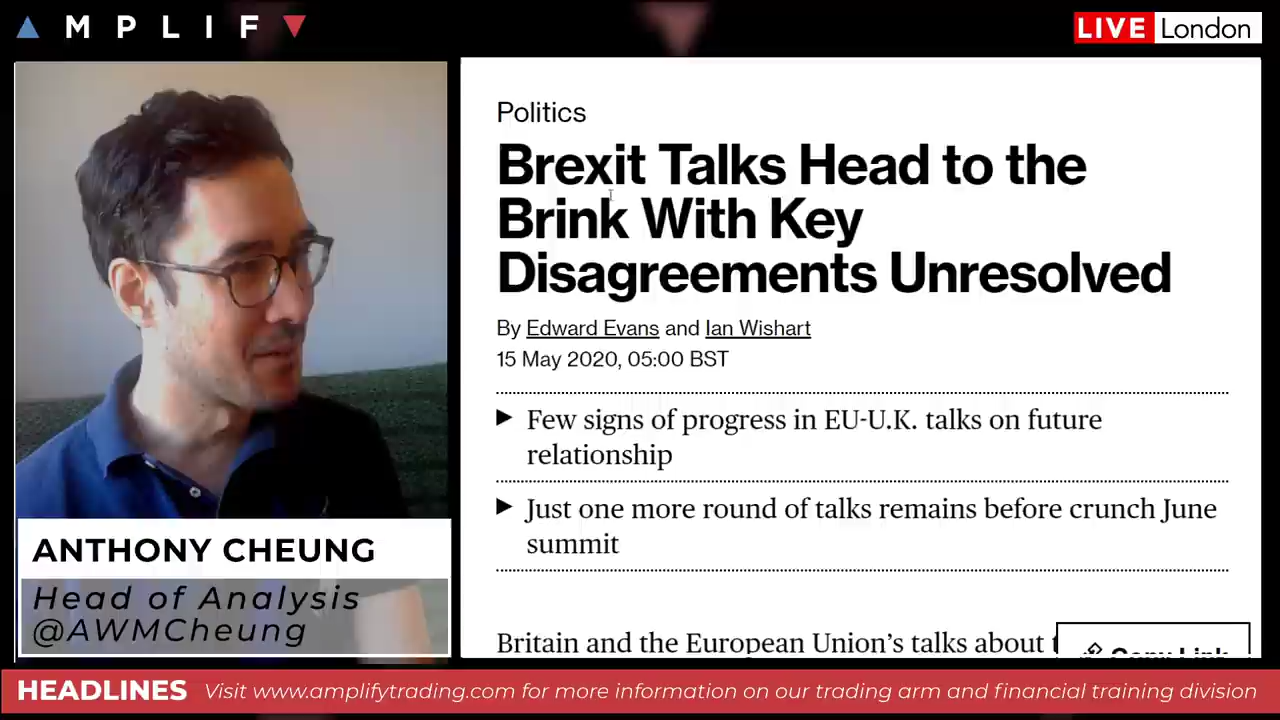 AMPLIFY
LIVE London
Politics
Brexit Talks Head to the
Brink With Key
Disagreements Unresolved
By Edward Evans and Ian Wishart
15 May 2020, 05:00 BST
Few signs of progress in EU-U.K. talks on future
relationship
Just one more round of talks remains before crunch June
summit
Britain and the European Union's talks about
Copy Link
ANTHONY CHEUNG
Head of Analysis
@AWMCheung
HEADLINES Visit www.amplifytrading.com for more information on our trading arm and financial training division